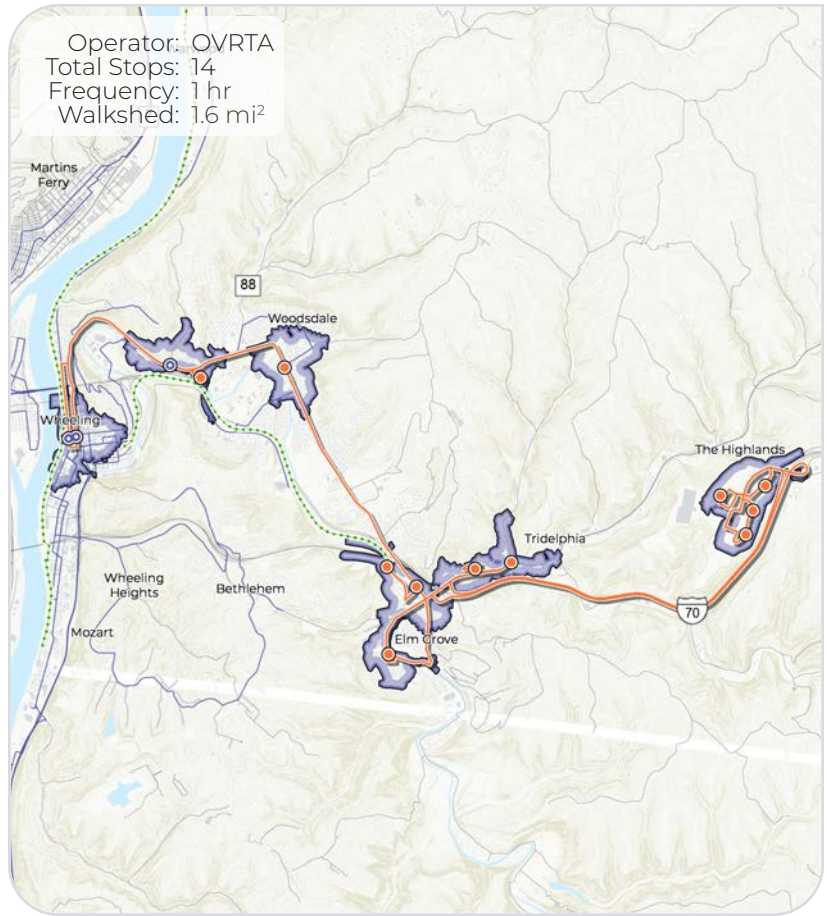 Operator: OVRTA
Total Stops: 14
Frequency: 1 hr
Walkshed: 1.6 mi²
Martins
Ferry
88
Woodsdale
Wheeling
The Highlands
Tridelphia
Wheeling
Heights
Bethlehem
70
Mozart
Elm Grove